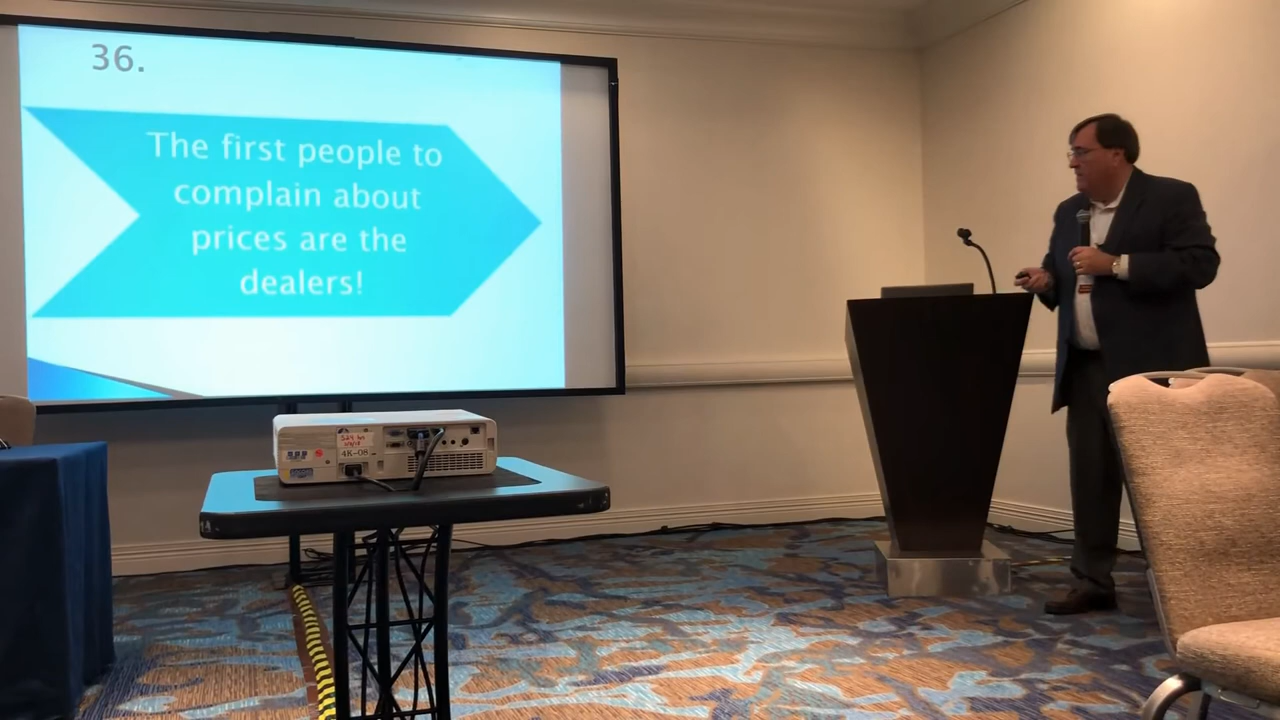 36.
The first people to
complain about
prices are the
dealers!
4K-08